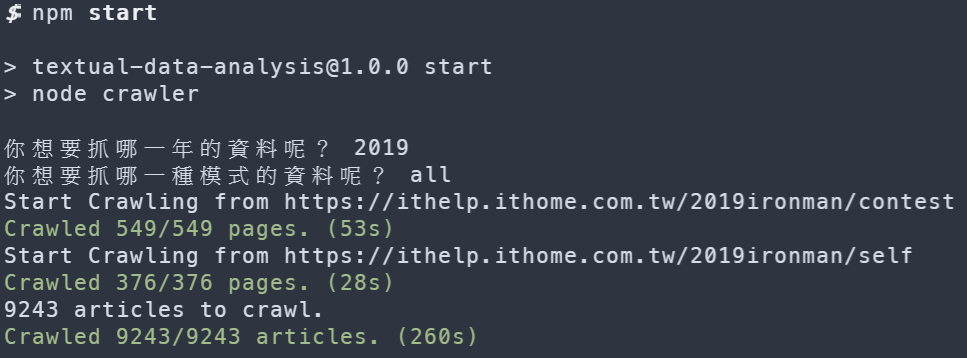 $ npm start
> textual-data-analysis@1.0.0 start
> node crawler
你想要抓哪一年的資料呢？ 2019
你想要抓哪一種模式的資料呢？ all
Start Crawling from https://ithelp.ithome.com.tw/2019ironman/contest
Crawled 549/549 pages. (53s)
Start Crawling from https://ithelp.ithome.com.tw/2019ironman/self
Crawled 376/376 pages. (28s)
9243 articles to crawl.
Crawled 9243/9243 articles. (260s)